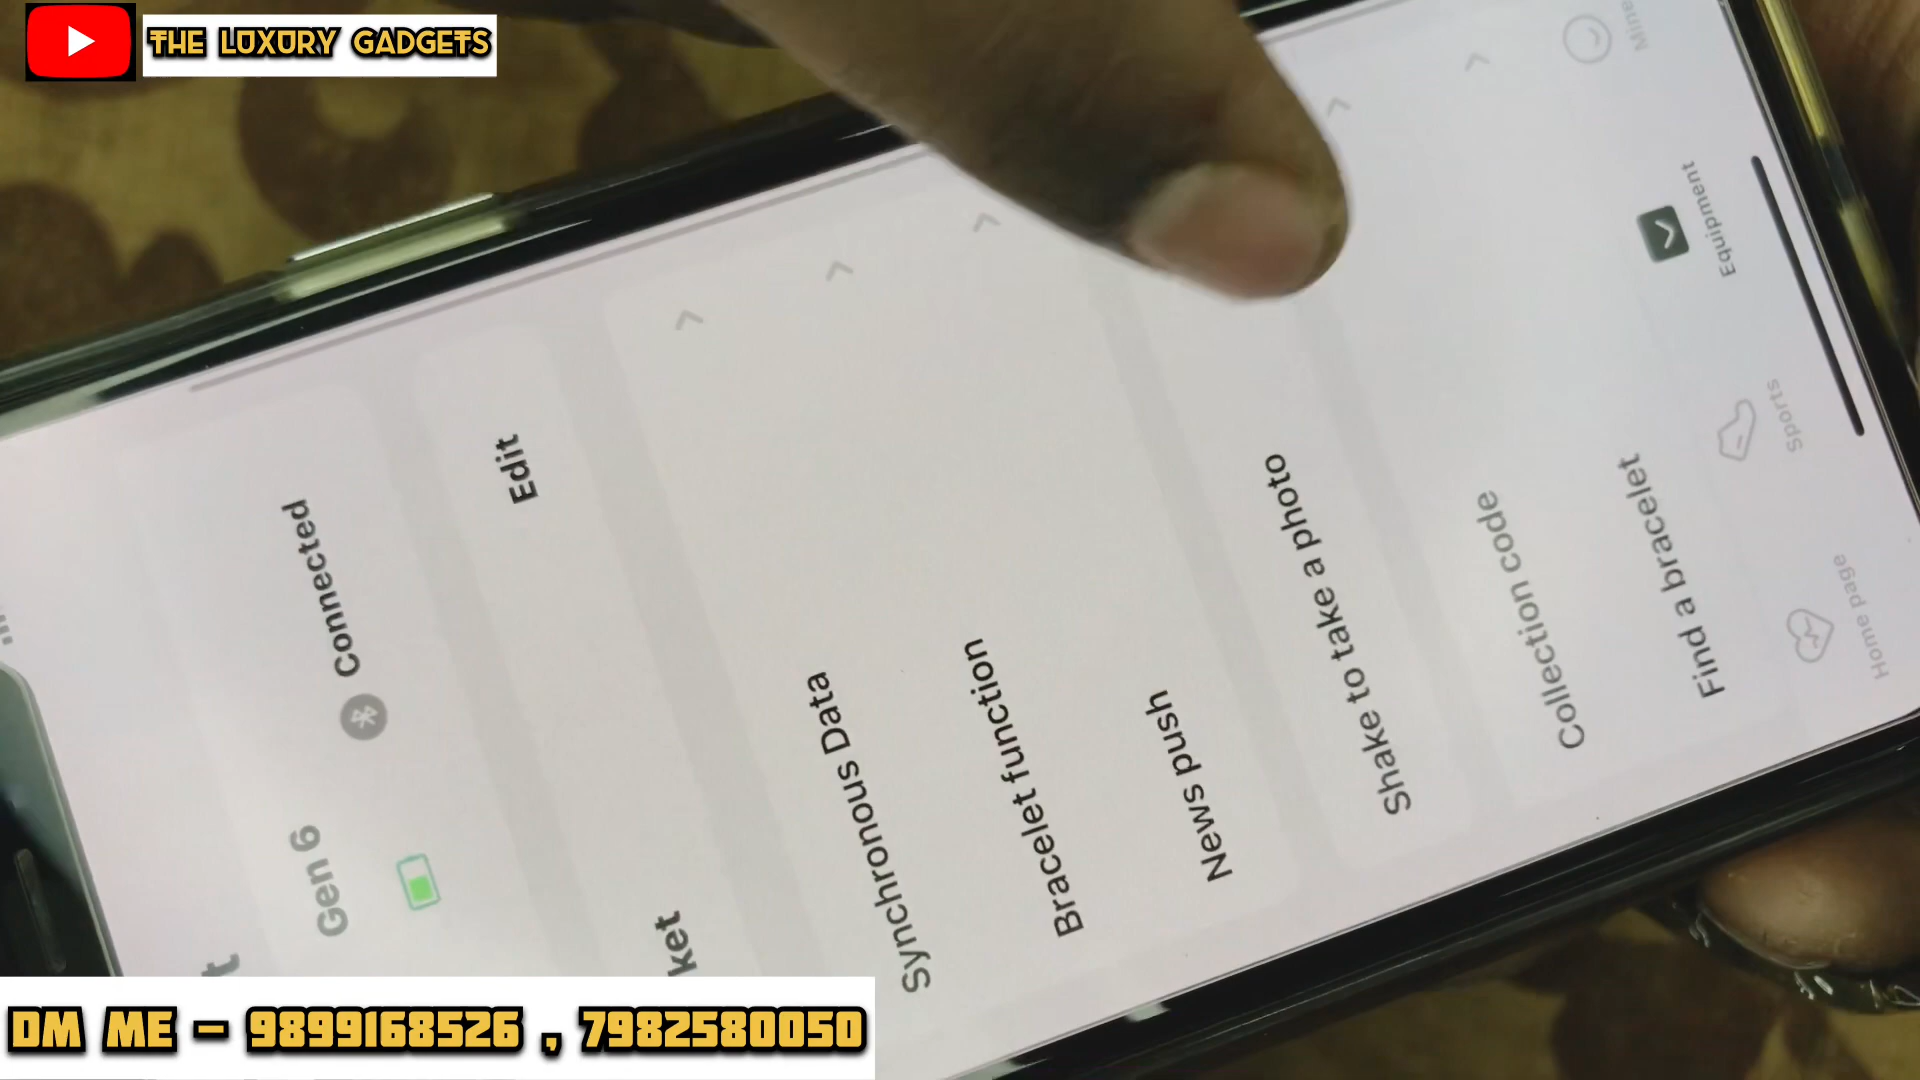 THE LUXURY GADGETS
Gen 6
Connected
Edit
ket
Synchronous Data
Bracelet function
News push
Shake to take a photo
Collection code
Find a bracelet
Home page
Sports
Equipment
Mine
DM ME - 9899168526 , 7982580050